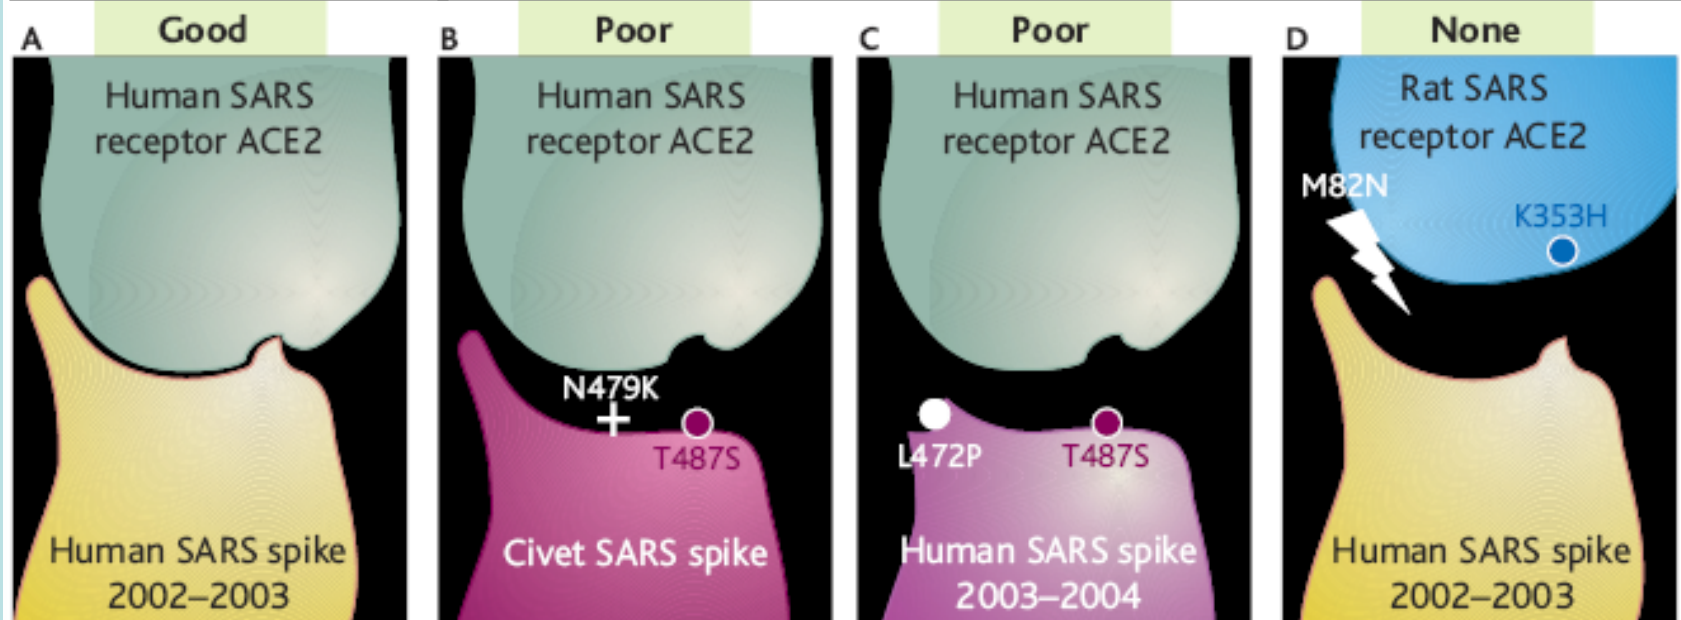 A
Good
Human SARS
receptor ACE2
Human SARS spike
2002–2003
B
Poor
Human SARS
receptor ACE2
N479K
T487S
Civet SARS spike
C
Poor
Human SARS
receptor ACE2
L472P
T487S
Human SARS spike
2003–2004
D
None
Rat SARS
receptor ACE2
M82N
K353H
Human SARS spike
2002–2003